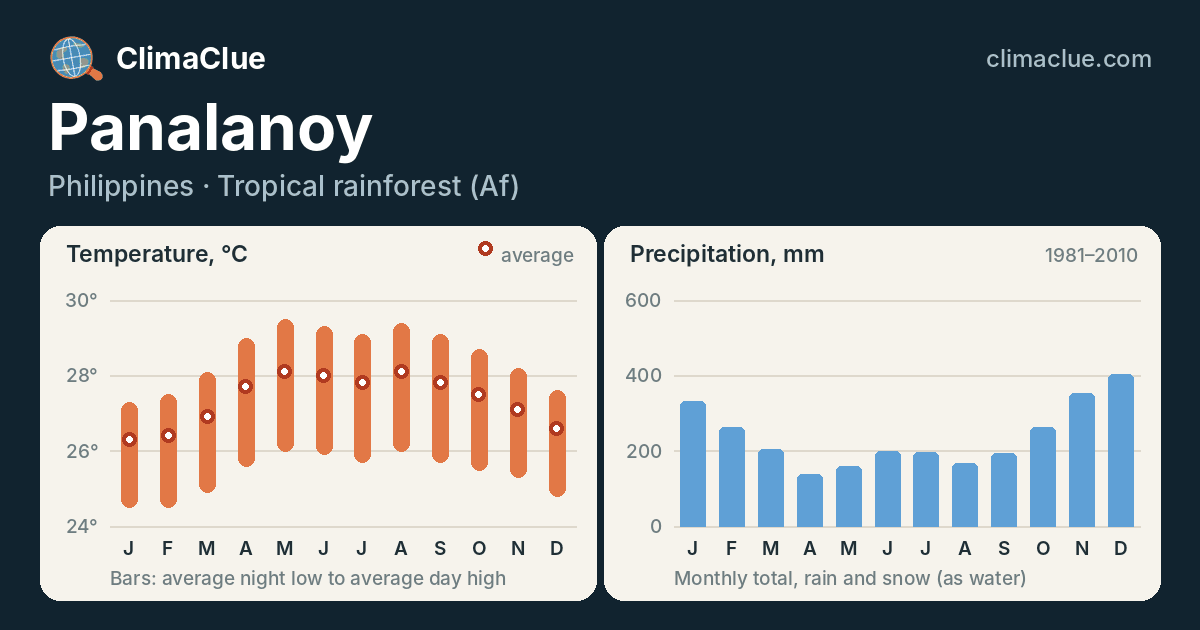 ClimaClue
climaclue.com
Panalanoy
Philippines · Tropical rainforest (Af)
Temperature, °C
average
30°
28°
26°
24°
J F M A M J J A S O N D
Bars: average night low to average day high
Precipitation, mm
1981–2010
600
400
200
0
J F M A M J J A S O N D
Monthly total, rain and snow (as water)